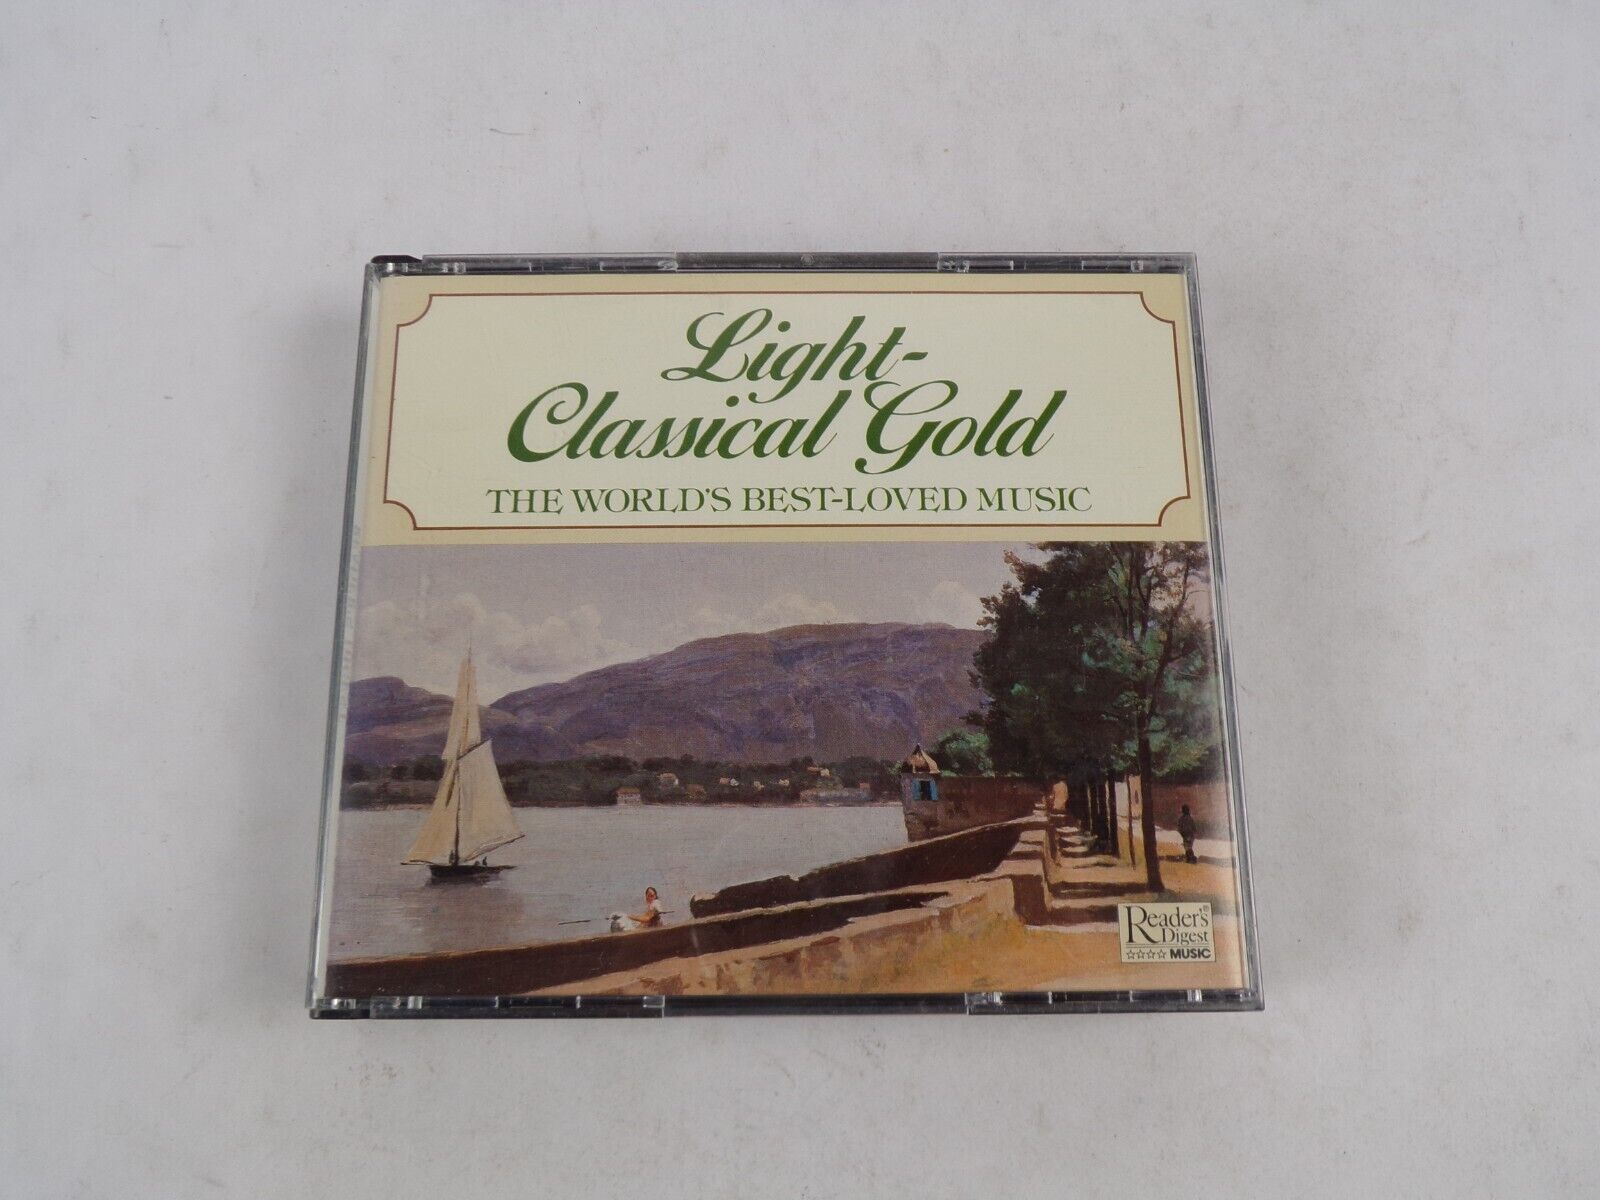 Light-
Classical Gold
THE WORLD'S BEST-LOVED MUSIC
Reader's®
Digest
☆☆☆☆ MUSIC